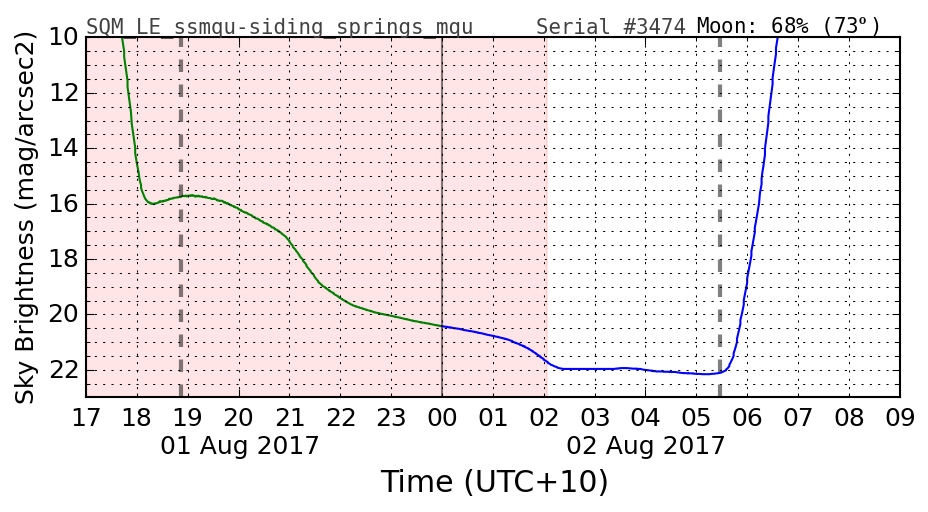 SQM_LE_ssmqu-siding_springs_mqu Serial #3474 Moon: 68% (73°)
Sky Brightness (mag/arcsec2)
10
12
14
16
18
20
22
17 18 19 20 21 22 23 00 01 02 03 04 05 06 07 08 09
01 Aug 2017 02 Aug 2017
Time (UTC+10)